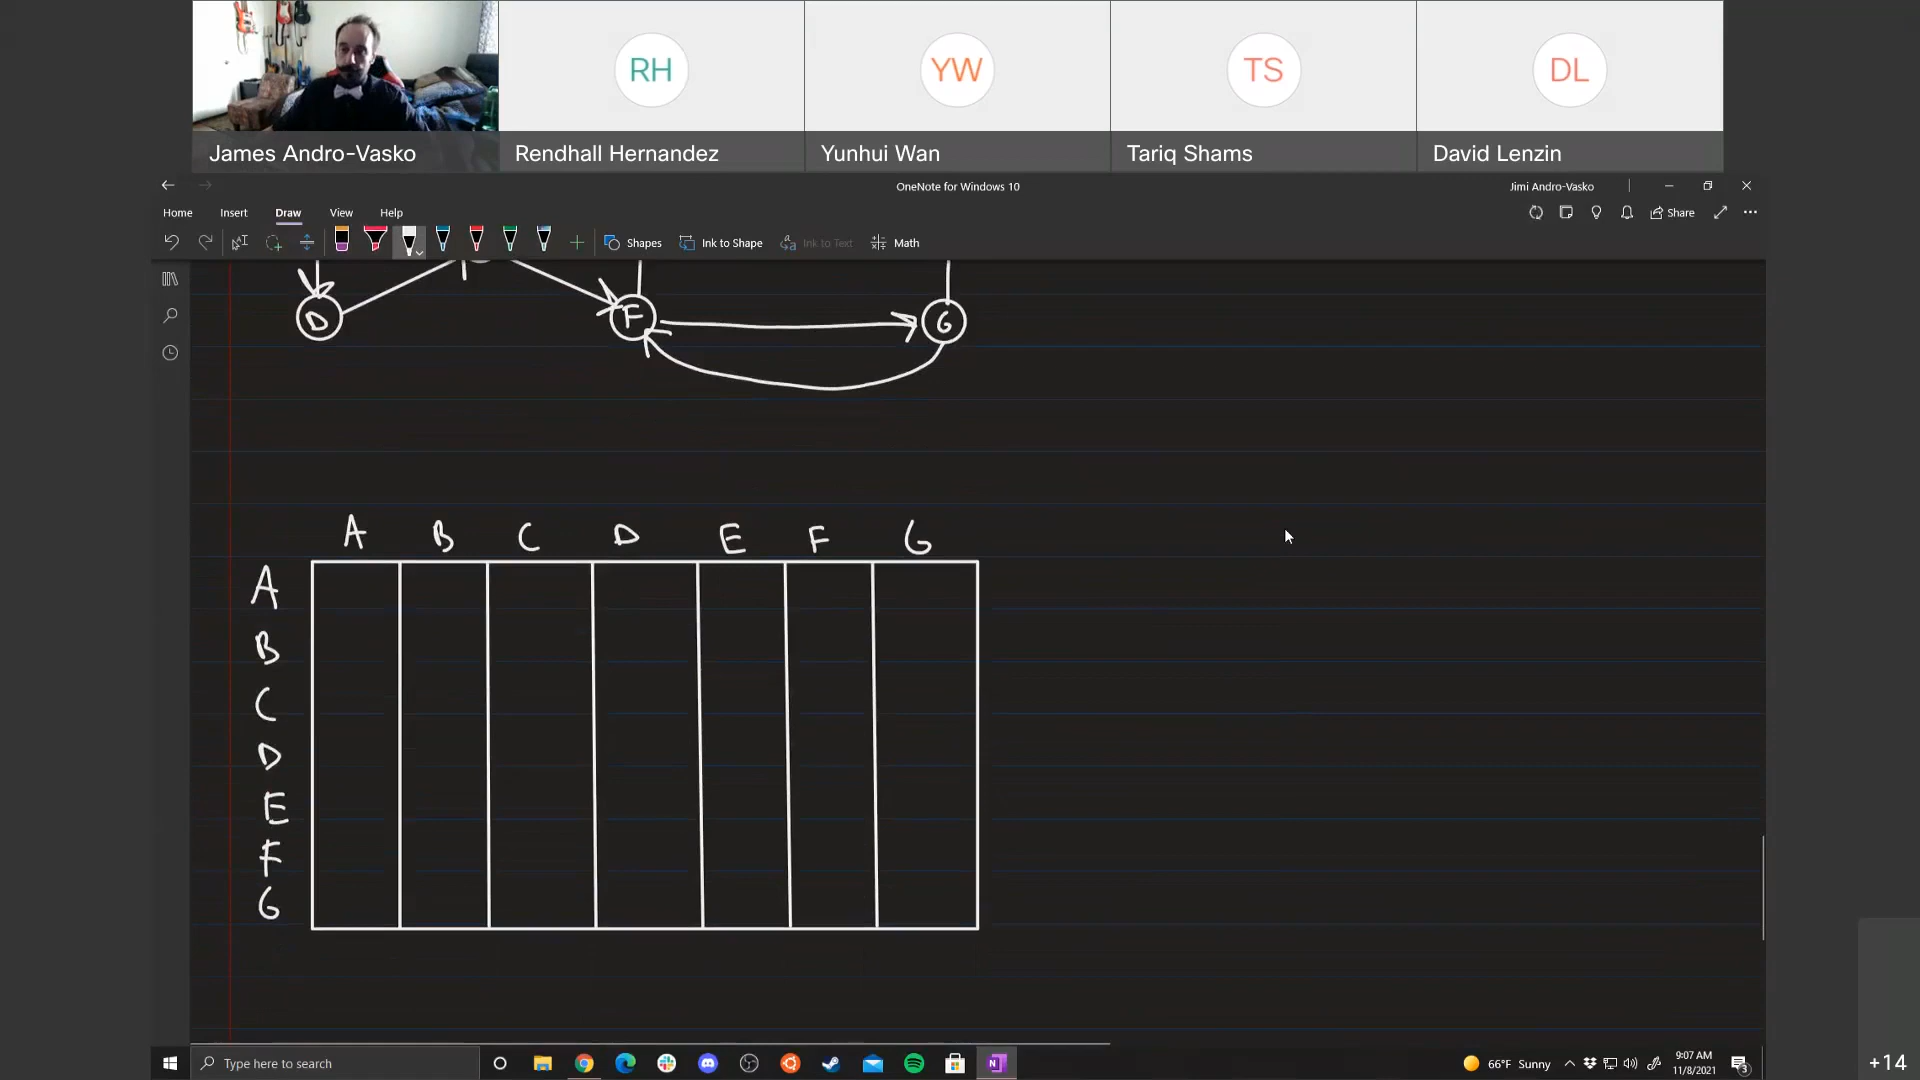 RH YW TS DL
James Andro-Vasko Rendhall Hernandez Yunhui Wan Tariq Shams David Lenzin
OneNote for Windows 10 Jimi Andro-Vasko
Home Insert Draw View Help Share
Shapes Ink to Shape Ink to Text Math
D F G
A B C D E F G
A
B
C
D
E
F
G
Type here to search 66°F Sunny 9:07 AM
11/8/2021
3
+14